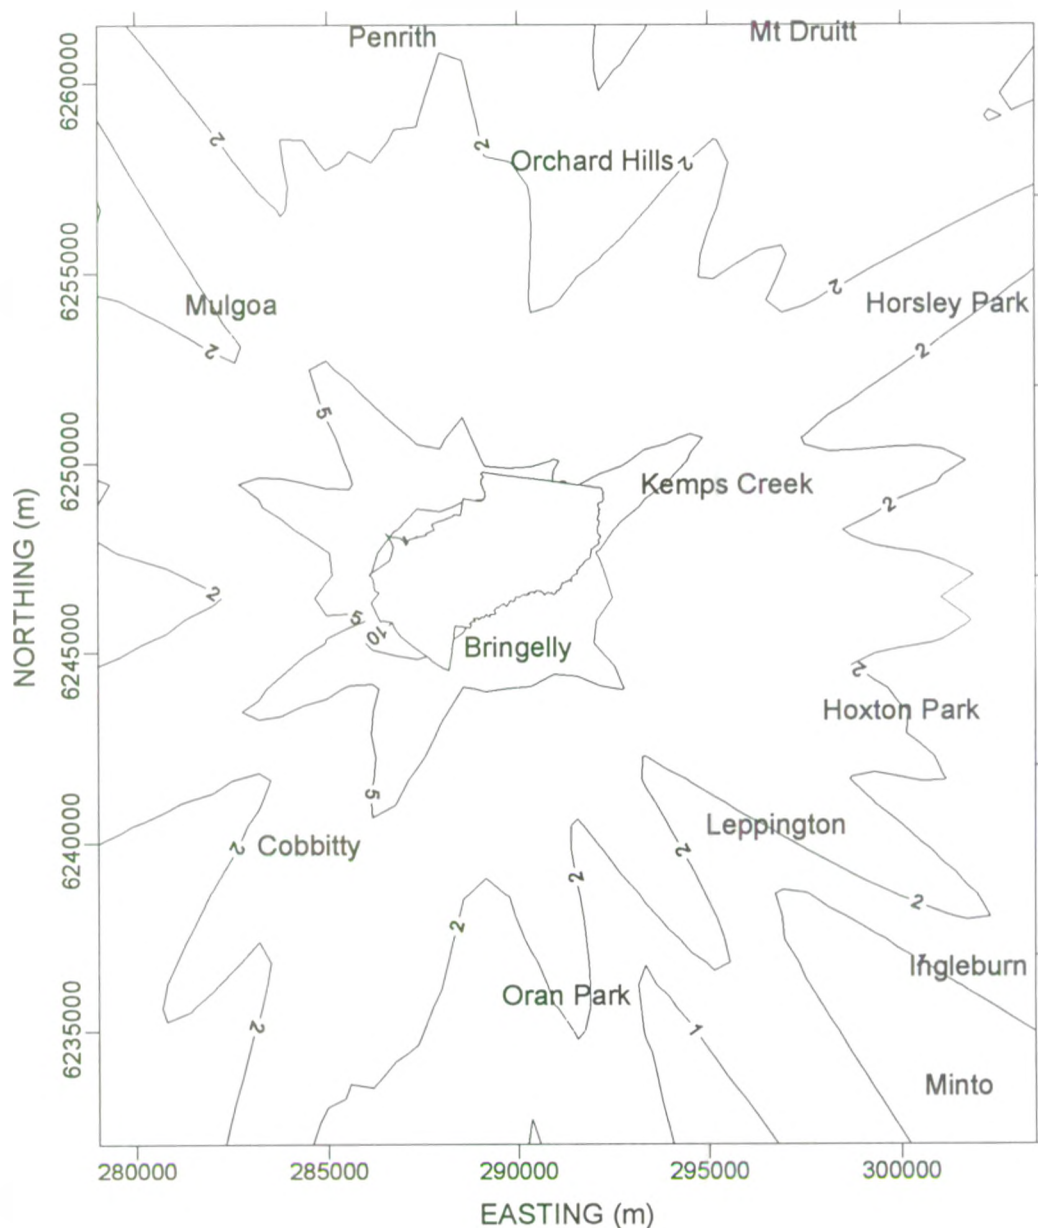 Penrith
Mt Druitt
6260000
2
2
Orchard Hills
2
6255000
2
Mulgoa
Horsley Park
2
2
5
6250000
Kemps Creek
2
NORTHING (m)
2
5
10
6245000
Bringelly
2
Hoxton Park
5
Leppington
6240000
2
Cobbitty
2
2
2
2
Ingleburn
Oran Park
6235000
2
1
Minto
280000
285000
290000
295000
300000
EASTING (m)